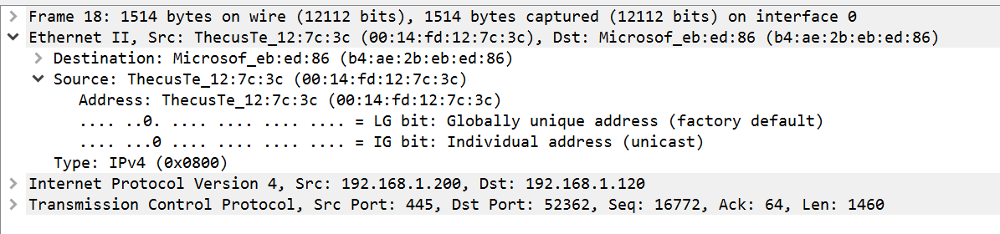 Frame 18: 1514 bytes on wire (12112 bits), 1514 bytes captured (12112 bits) on interface 0
Ethernet II, Src: ThecusTe_12:7c:3c (00:14:fd:12:7c:3c), Dst: Microsof_eb:ed:86 (b4:ae:2b:eb:ed:86)
Destination: Microsof_eb:ed:86 (b4:ae:2b:eb:ed:86)
Source: ThecusTe_12:7c:3c (00:14:fd:12:7c:3c)
Address: ThecusTe_12:7c:3c (00:14:fd:12:7c:3c)
.... ..0. .... .... .... .... = LG bit: Globally unique address (factory default)
.... ...0 .... .... .... .... = IG bit: Individual address (unicast)
Type: IPv4 (0x0800)
Internet Protocol Version 4, Src: 192.168.1.200, Dst: 192.168.1.120
Transmission Control Protocol, Src Port: 445, Dst Port: 52362, Seq: 16772, Ack: 64, Len: 1460